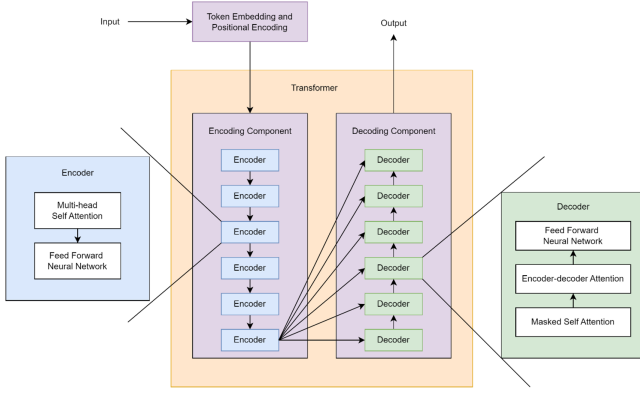 Input
Token Embedding and
Positional Encoding
Output
Transformer
Encoding Component
Decoding Component
Encoder
Encoder
Encoder
Encoder
Encoder
Encoder
Decoder
Decoder
Decoder
Decoder
Decoder
Decoder
Encoder
Multi-head
Self Attention
Feed Forward
Neural Network
Decoder
Feed Forward
Neural Network
Encoder-decoder Attention
Masked Self Attention